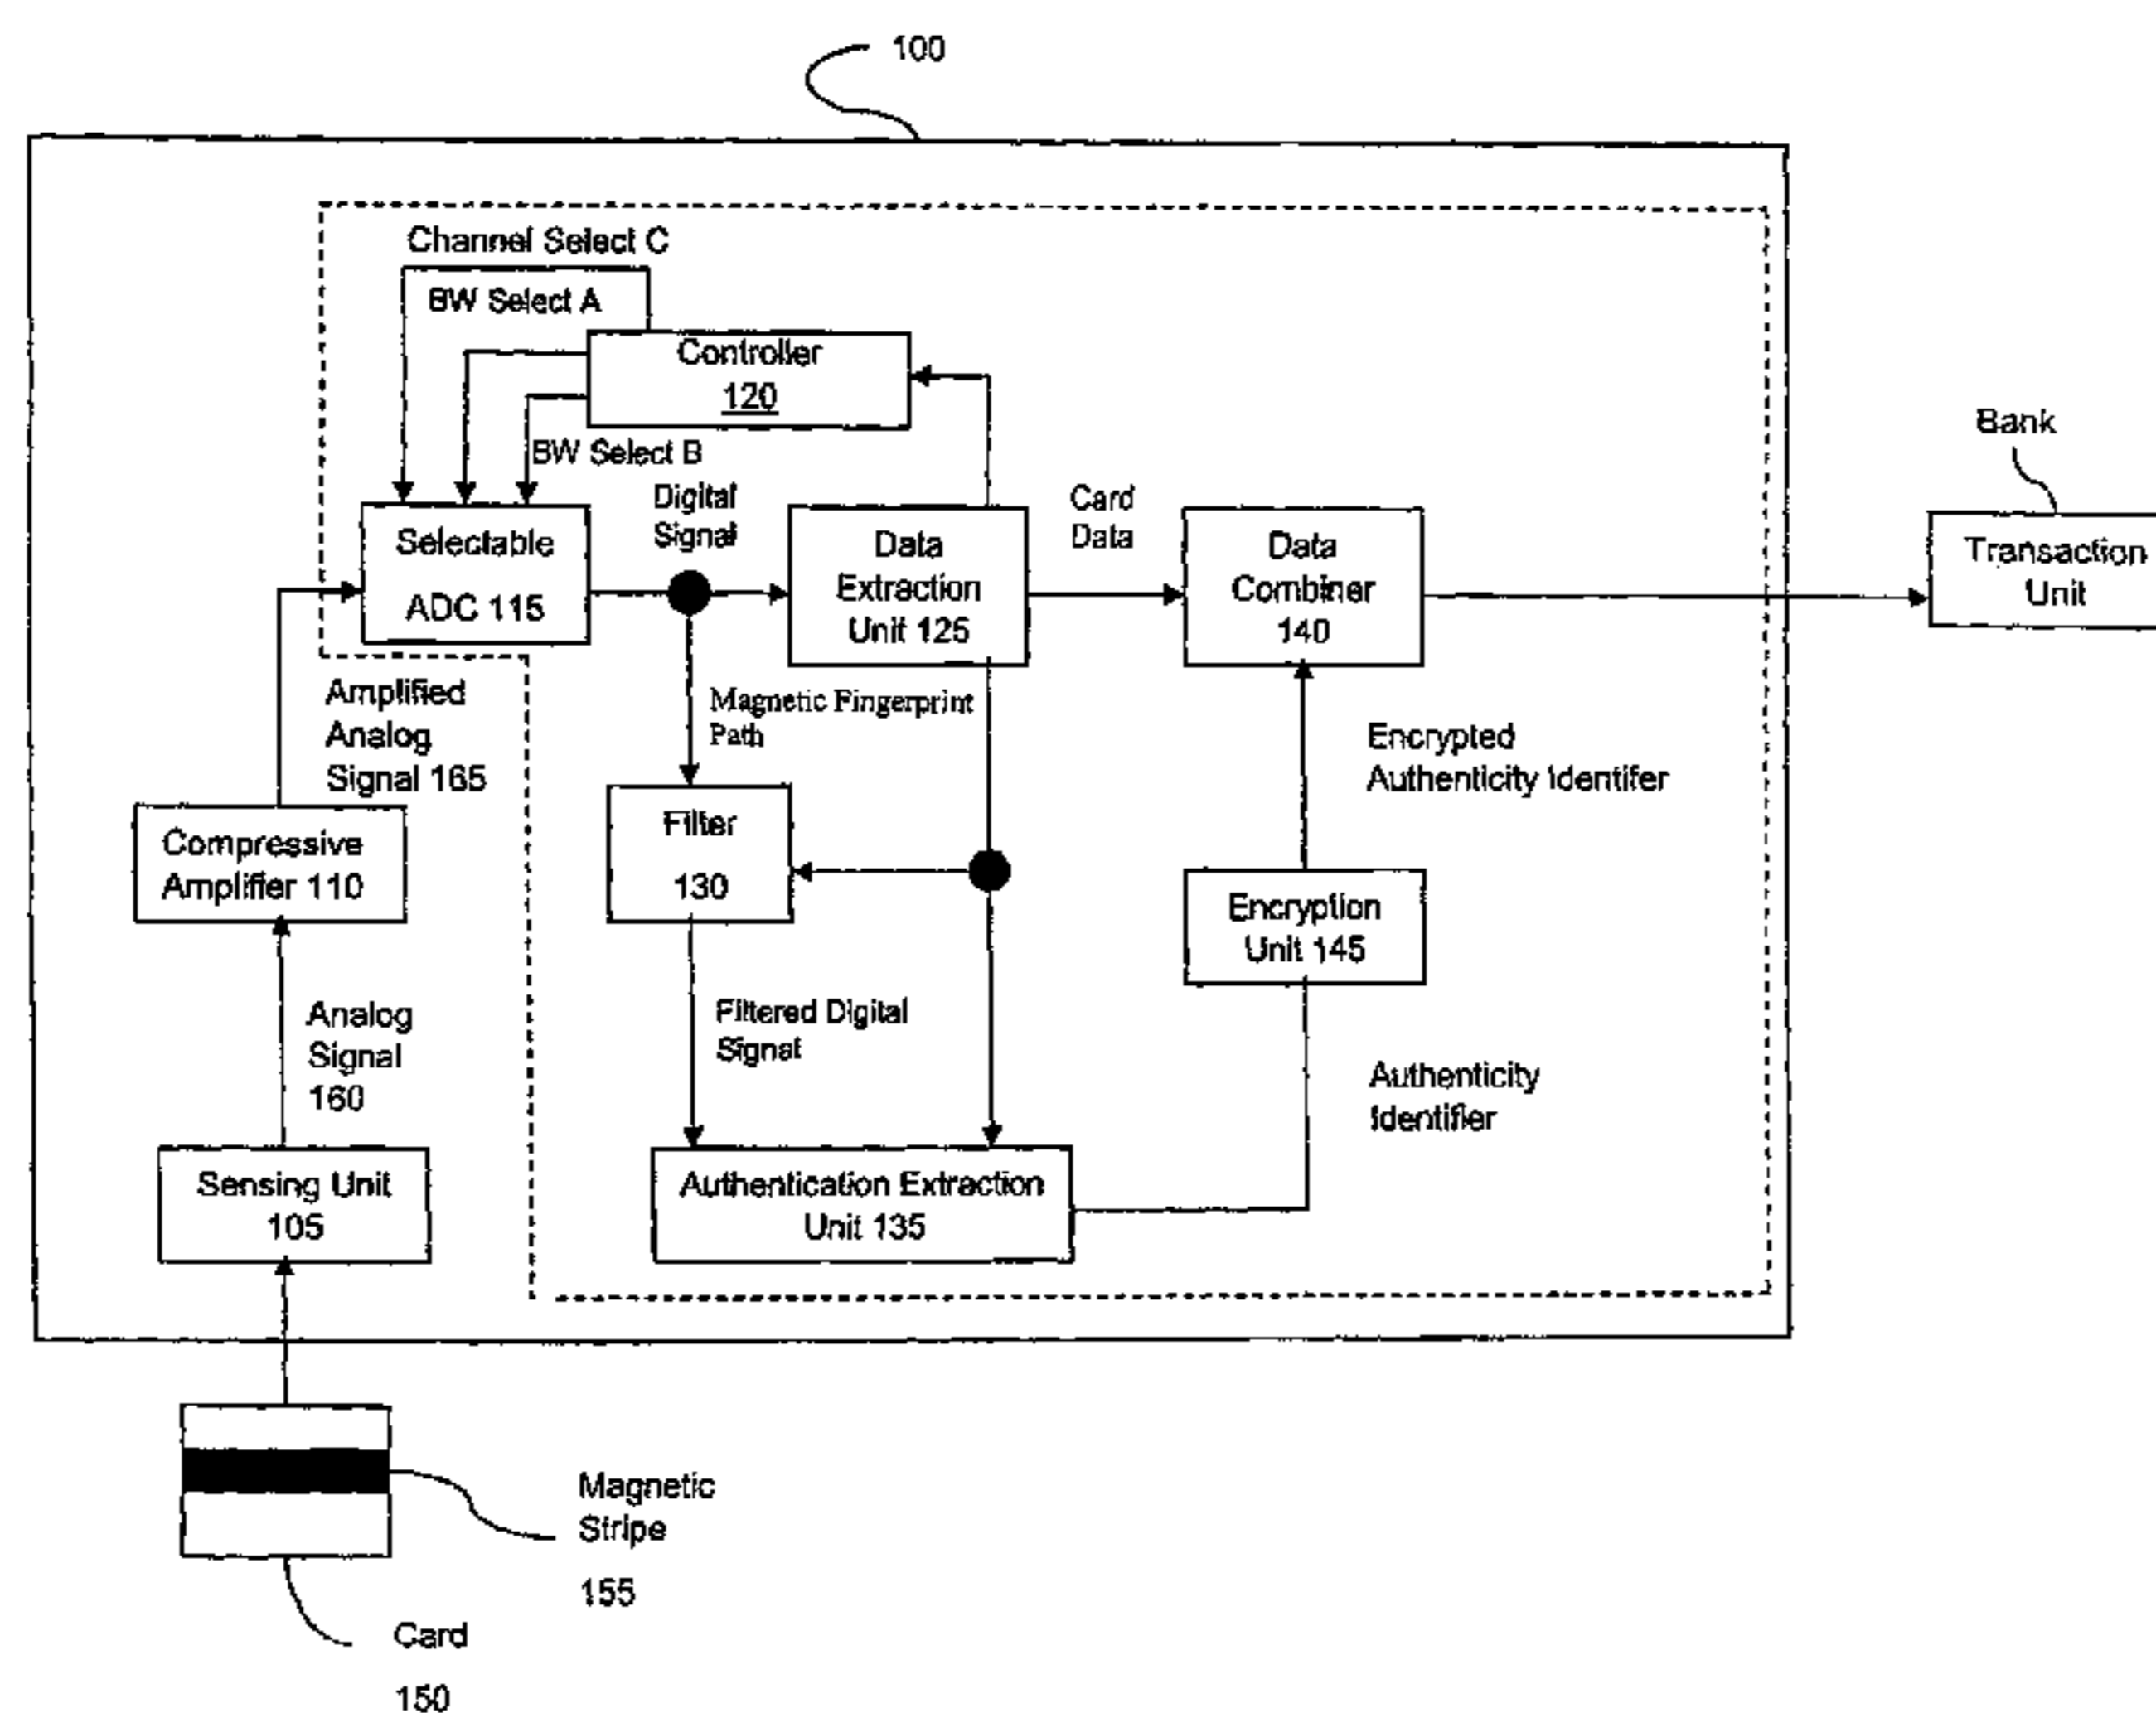 100
Channel Select C
BW Select A
Controller
120
BW Select B
Bank
Digital
Signal
Card
Data
Selectable
ADC 115
Data
Extraction
Unit 125
Data
Combiner
140
Transaction
Unit
Amplified
Analog
Signal 165
Magnetic Fingerprint
Path
Encrypted
Authenticity Identifer
Compressive
Amplifier 110
Filter
130
Encryption
Unit 145
Analog
Signal
160
Filtered Digital
Signal
Authenticity
Identifier
Sensing Unit
105
Authentication Extraction
Unit 135
Magnetic
Stripe
155
Card
150